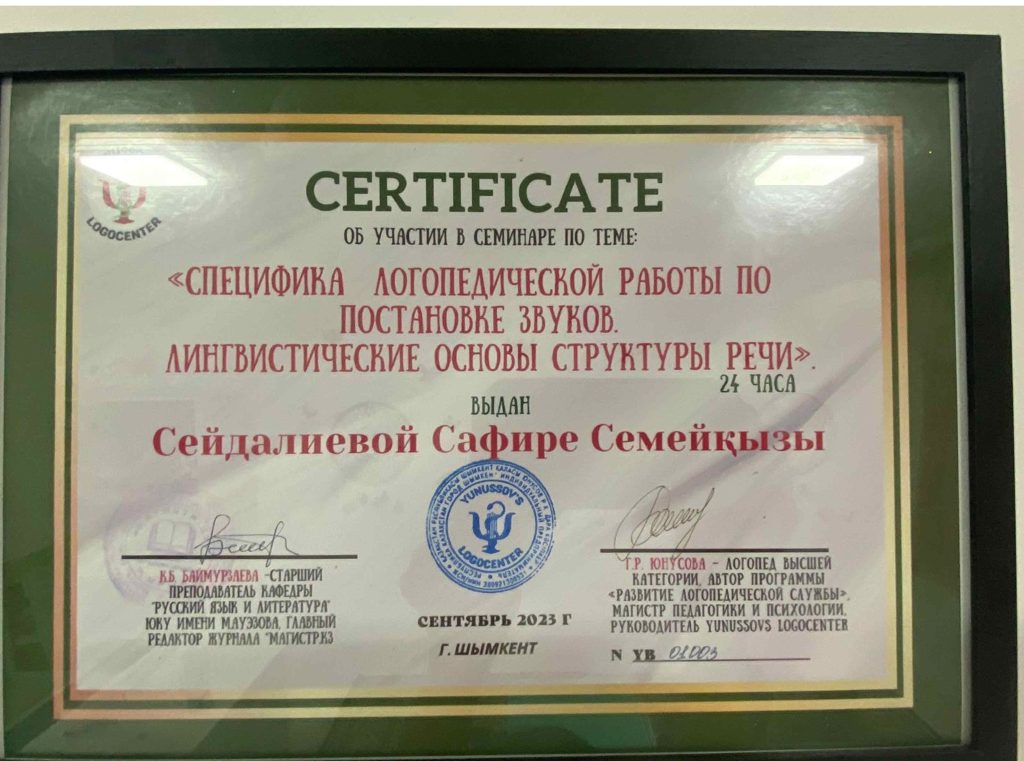 LOGOCENTER
CERTIFICATE
ОБ УЧАСТИИ В СЕМИНАРЕ ПО ТЕМЕ:
«СПЕЦИФИКА ЛОГОПЕДИЧЕСКОЙ РАБОТЫ ПО
ПОСТАНОВКЕ ЗВУКОВ.
ЛИНГВИСТИЧЕСКИЕ ОСНОВЫ СТРУКТУРЫ РЕЧИ».
24 ЧАСА
ВЫДАН
Сейдалиевой Сафире Семейқызы
YUNUSSOV'S
LOGOCENTER
К.Б. БАЙМУРЗАЕВА -СТАРШИЙ
ПРЕПОДАВАТЕЛЬ КАФЕДРЫ
"РУССКИЙ ЯЗЫК И ЛИТЕРАТУРА"
ЮКУ ИМЕНИ МАУЭЗОВА, ГЛАВНЫЙ
РЕДАКТОР ЖУРНАЛА "МАГИСТР.КЗ
СЕНТЯБРЬ 2023 Г
Г. ШЫМКЕНТ
Г.Р. ЮНУСОВА - ЛОГОПЕД ВЫСШЕЙ
КАТЕГОРИИ, АВТОР ПРОГРАММЫ
«РАЗВИТИЕ ЛОГОПЕДИЧЕСКОЙ СЛУЖБЫ»,
МАГИСТР ПЕДАГОГИКИ И ПСИХОЛОГИИ,
РУКОВОДИТЕЛЬ YUNUSSOVS LOGOCENTER
N YB 01003